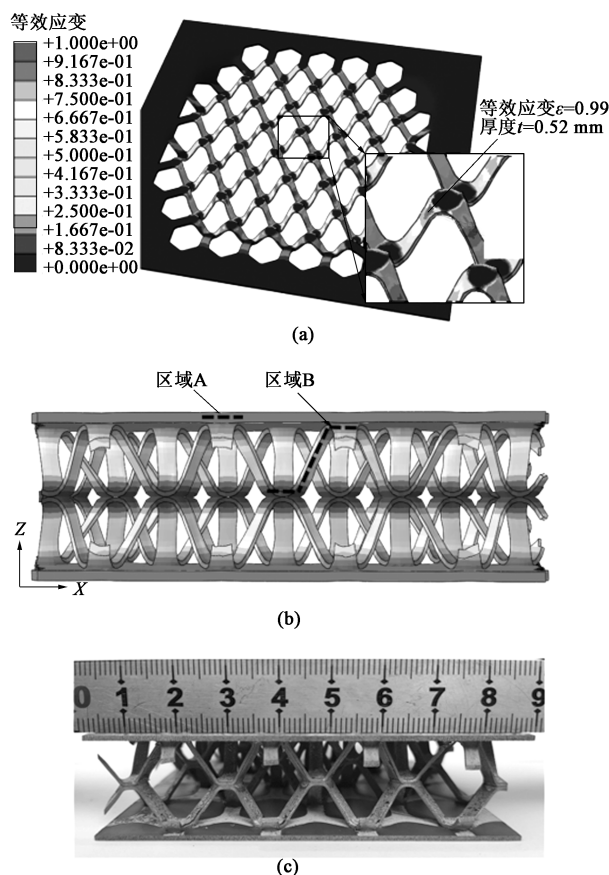 等效应变
+1.000e+00
+9.167e-01
+8.333e-01
+7.500e-01
+6.667e-01
+5.833e-01
+5.000e-01
+4.167e-01
+3.333e-01
+2.500e-01
+1.667e-01
+8.333e-02
+0.000e+00
等效应变ε=0.99
厚度t=0.52 mm
(a)
区域A
区域B
Z
X
(b)
0 1 2 3 4 5 6 7 8 9
(c)